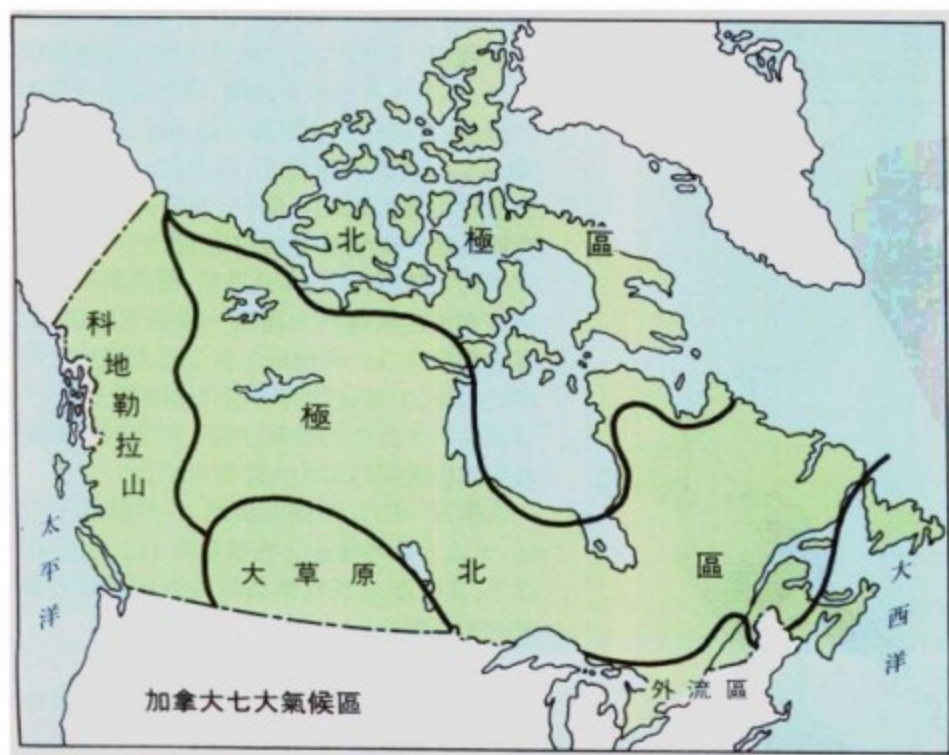 北極區
科地勒拉山
極北區
大草原
太平洋
大西洋
外流區
加拿大七大氣候區